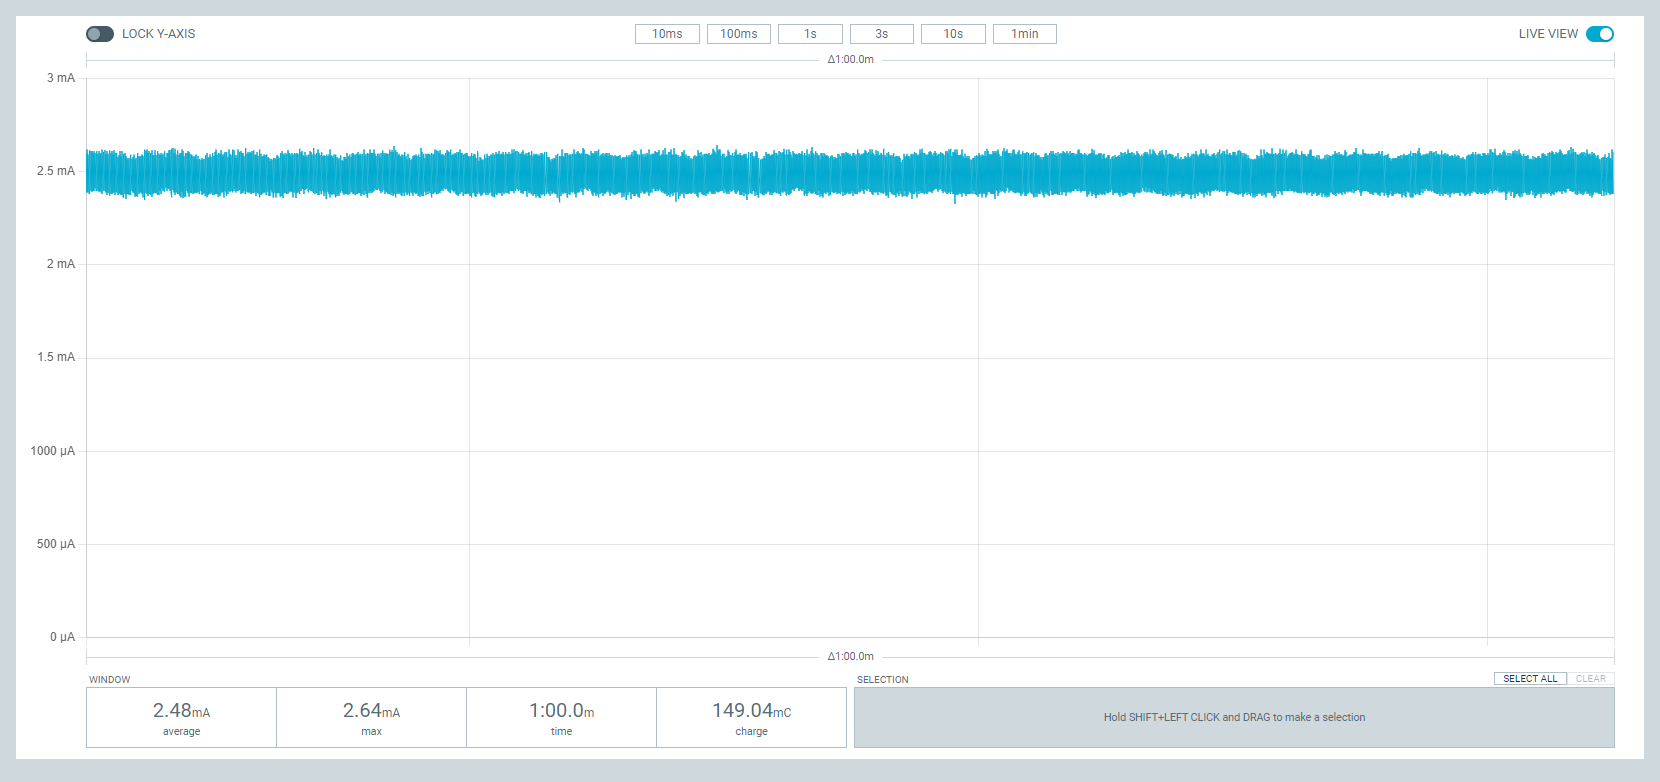 LOCK Y-AXIS
10ms
100ms
1s
3s
10s
1min
LIVE VIEW
Δ1:00.0m
3 mA
2.5 mA
2 mA
1.5 mA
1000 µA
500 µA
0 µA
Δ1:00.0m
WINDOW
2.48mA
average
2.64mA
max
1:00.0m
time
149.04mC
charge
SELECTION
SELECT ALL
CLEAR
Hold SHIFT+LEFT CLICK and DRAG to make a selection